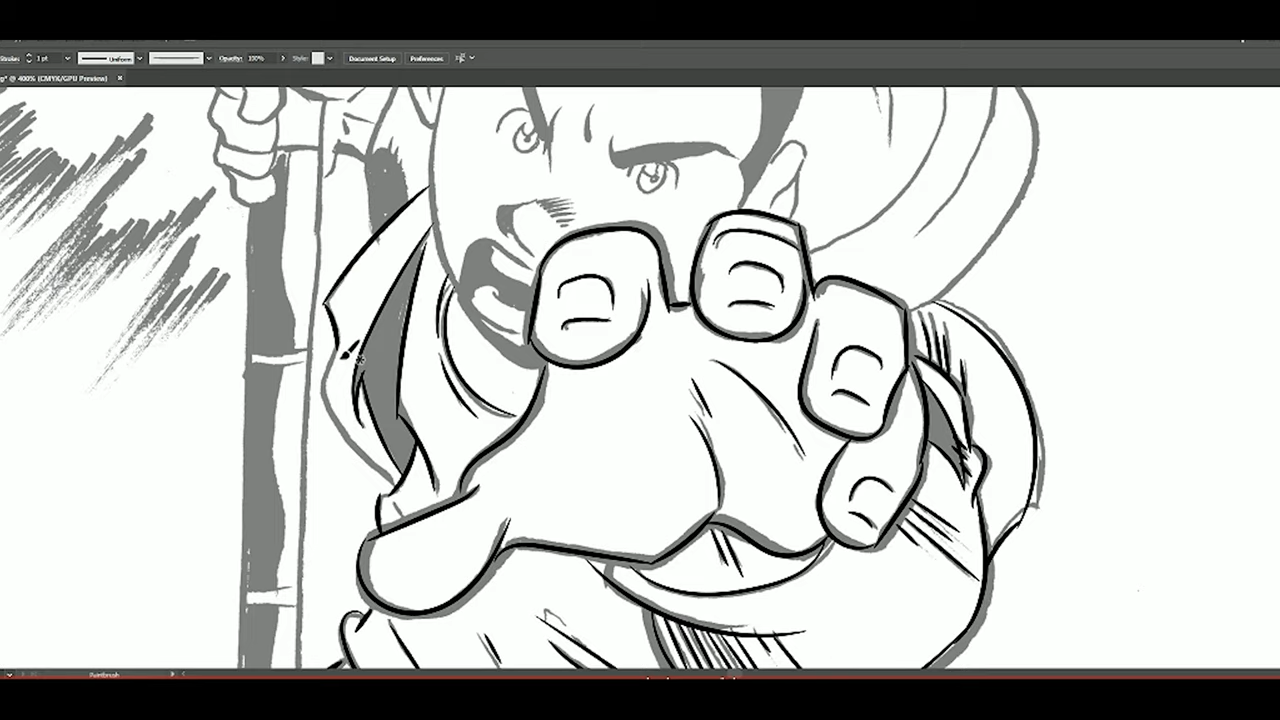 Stroke: 1 pt Uniform Opacity: 100% Style: Document Setup Preferences
@ 400% (CMYK/GPU Preview) ×
Paintbrush